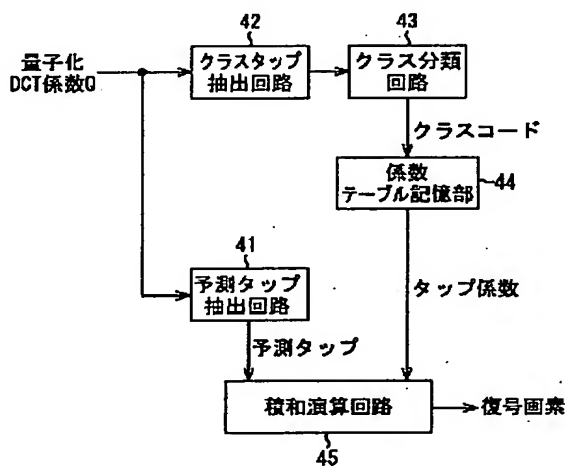 42
43
量子化
DCT係数Q
クラスタップ
抽出回路
クラス分類
回路
クラスコード
係数
テーブル記憶部
44
41
予測タップ
抽出回路
タップ係数
予測タップ
積和演算回路
復号画素
45